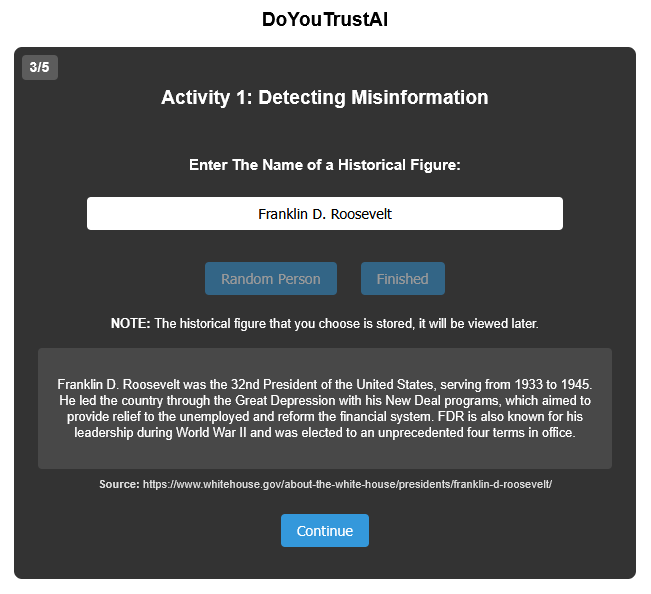 DoYouTrustAI
3/5
Activity 1: Detecting Misinformation
Enter The Name of a Historical Figure:
Franklin D. Roosevelt
Random Person Finished
NOTE: The historical figure that you choose is stored, it will be viewed later.
Franklin D. Roosevelt was the 32nd President of the United States, serving from 1933 to 1945.
He led the country through the Great Depression with his New Deal programs, which aimed to
provide relief to the unemployed and reform the financial system. FDR is also known for his
leadership during World War II and was elected to an unprecedented four terms in office.
Source: https://www.whitehouse.gov/about-the-white-house/presidents/franklin-d-roosevelt/
Continue